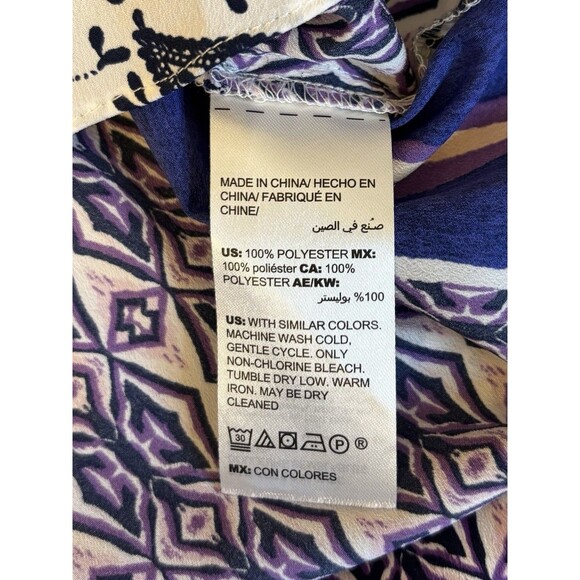 MADE IN CHINA/ HECHO EN
CHINA/ FABRIQUÉ EN
CHINE/
صنع في الصين
US: 100% POLYESTER MX:
100% poliéster CA: 100%
POLYESTER AE/KW:
100% بوليستر
US: WITH SIMILAR COLORS.
MACHINE WASH COLD,
GENTLE CYCLE. ONLY
NON-CHLORINE BLEACH.
TUMBLE DRY LOW. WARM
IRON. MAY BE DRY
CLEANED
30 P ®
MX: CON COLORES